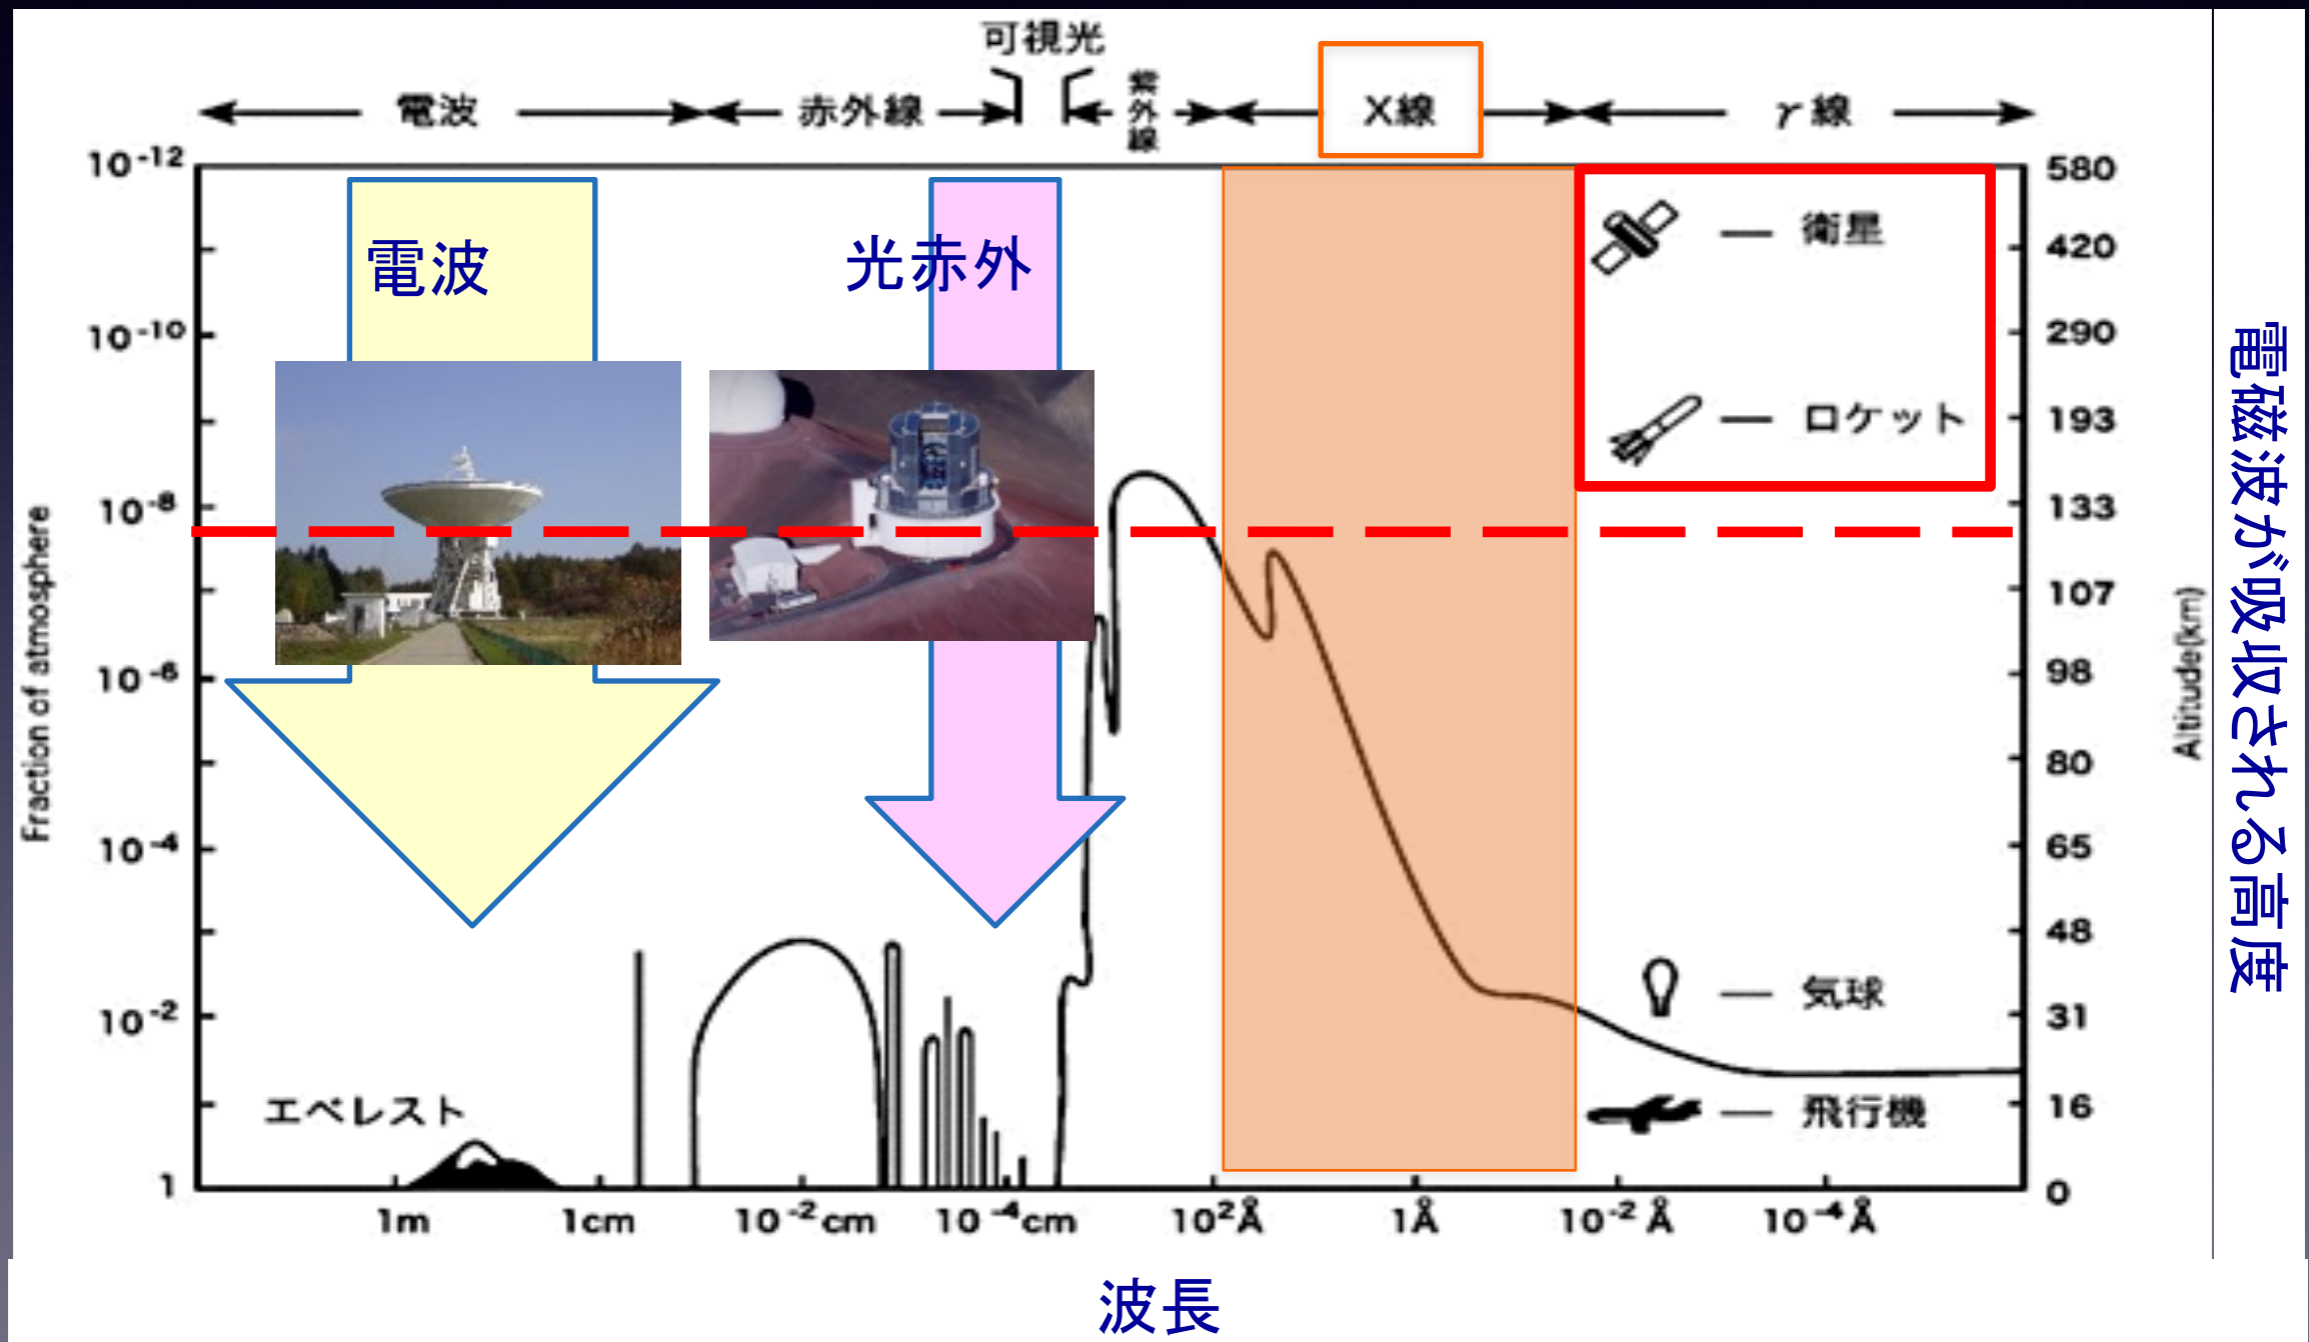 可視光
電波
赤外線
紫外線
X線
γ線
10-12
10-10
10-8
10-6
10-4
10-2
1
Fraction of atmosphere
電波
光赤外
衛星
ロケット
気球
飛行機
エベレスト
580
420
290
193
133
107
98
80
65
48
31
16
0
Altitude(km)
電磁波が吸収される高度
1m
1cm
10-2cm
10-4cm
10²Å
1Å
10-2Å
10-4Å
波長